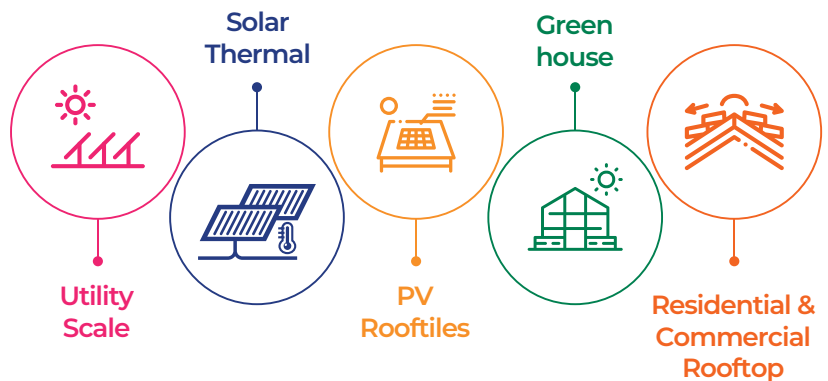 Utility
Scale
Solar
Thermal
PV
Rooftiles
Green
house
Residential &
Commercial
Rooftop